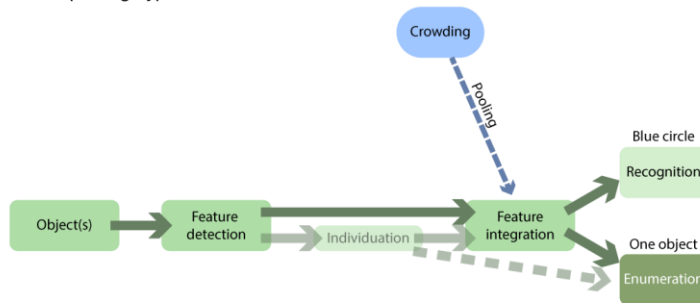 Crowding
Pooling
Blue circle
Recognition
Object(s)
Feature
detection
Individuation
Feature
integration
One object
Enumeration